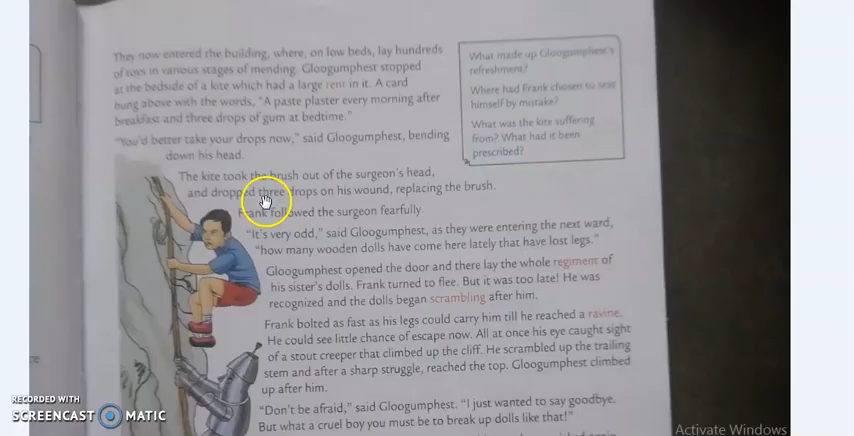 They now entered the building, where, on low beds, lay hundreds
of toys in various stages of mending. Gloogumphest stopped
at the bedside of a kite which had a large rent in it. A card
hung above with the words, "A paste plaster every morning after
breakfast and three drops of gum at bedtime."
"You'd better take your drops now," said Gloogumphest, bending
down his head.
The kite took the brush out of the surgeon's head,
and dropped three drops on his wound, replacing the brush.
Frank followed the surgeon fearfully
"It's very odd," said Gloogumphest, as they were entering the next ward,
"how many wooden dolls have come here lately that have lost legs."
Gloogumphest opened the door and there lay the whole regiment of
his sister's dolls. Frank turned to flee. But it was too late! He was
recognized and the dolls began scrambling after him.
Frank bolted as fast as his legs could carry him till he reached a ravine.
He could see little chance of escape now. All at once his eye caught sight
of a stout creeper that climbed up the cliff. He scrambled up the trailing
stem and after a sharp struggle, reached the top. Gloogumphest climbed
up after him.
"Don't be afraid," said Gloogumphest. "I just wanted to say goodbye.
But what a cruel boy you must be to break up dolls like that!"
What made up Gloogumphest's
refreshment?
Where had Frank chosen to seat
himself by mistake?
What was the kite suffering
from? What had it been
prescribed?
RECORDED WITH
SCREENCAST MATIC
Activate Windows